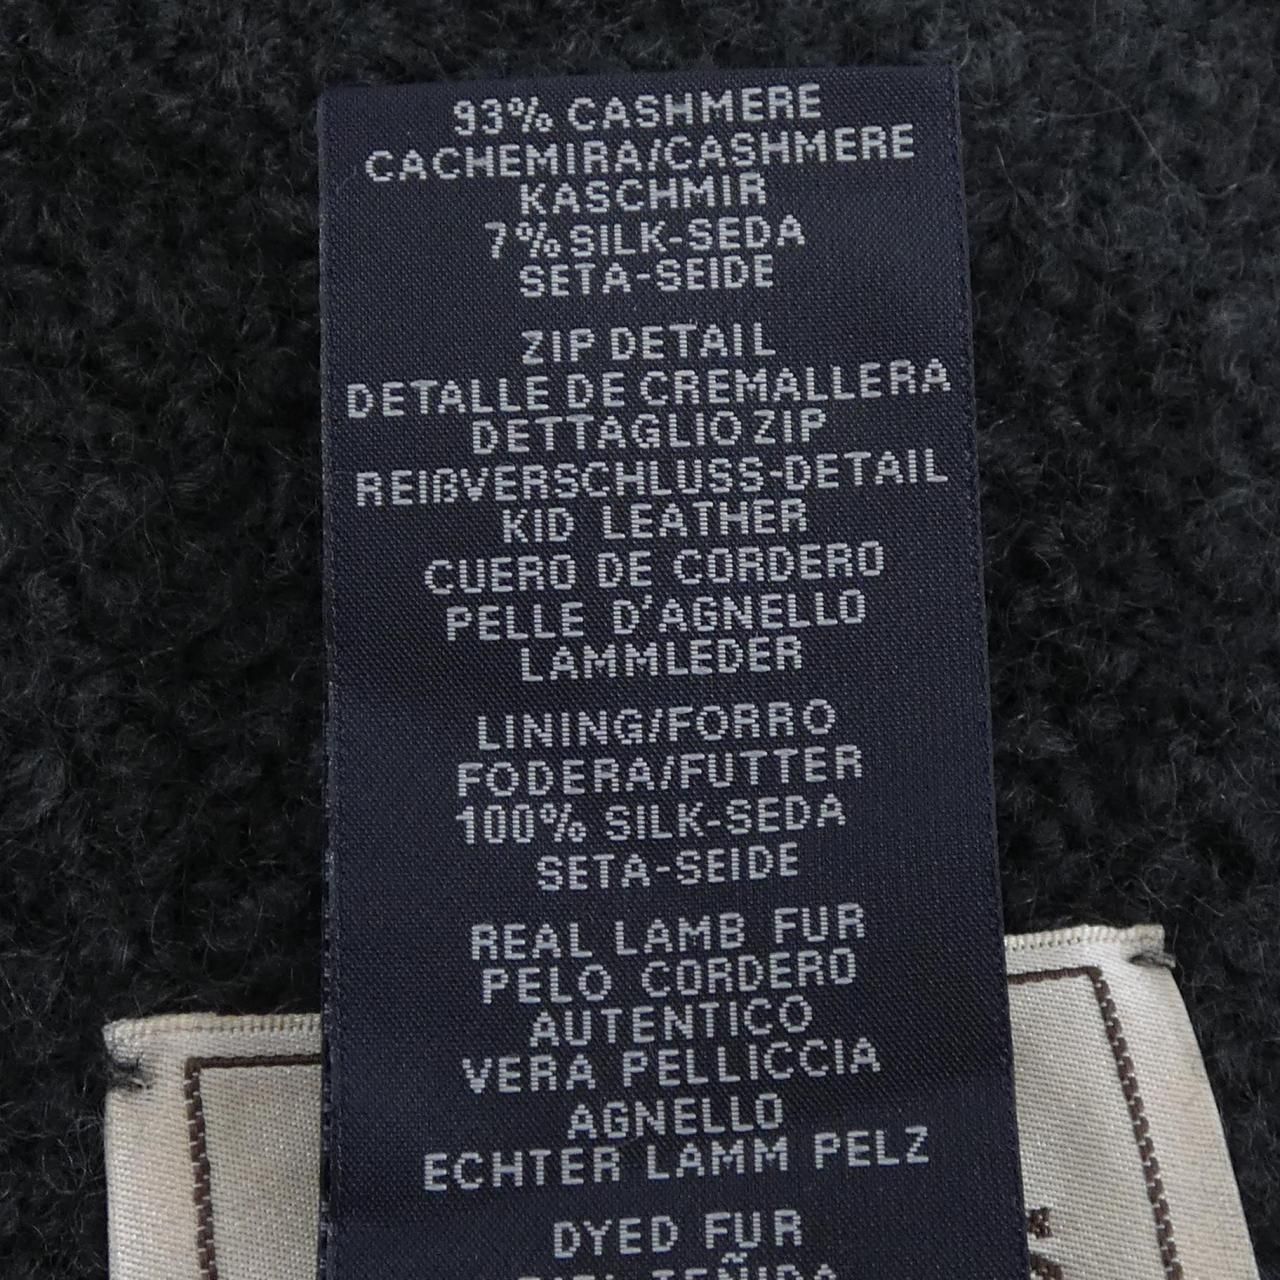 93% CASHMERE
CACHEMIRA/CASHMERE
KASCHMIR
7% SILK-SEDA
SETA-SEIDE
ZIP DETAIL
DETALLE DE CREMALLERA
DETTAGLIO ZIP
REIßVERSCHLUSS-DETAIL
KID LEATHER
CUERO DE CORDERO
PELLE D'AGNELLO
LAMMLEDER
LINING/FORRO
FODERA/FUTTER
100% SILK-SEDA
SETA-SEIDE
REAL LAMB FUR
PELO CORDERO
AUTENTICO
VERA PELLICCIA
AGNELLO
ECHTER LAMM PELZ
DYED FUR
TEÑIDA